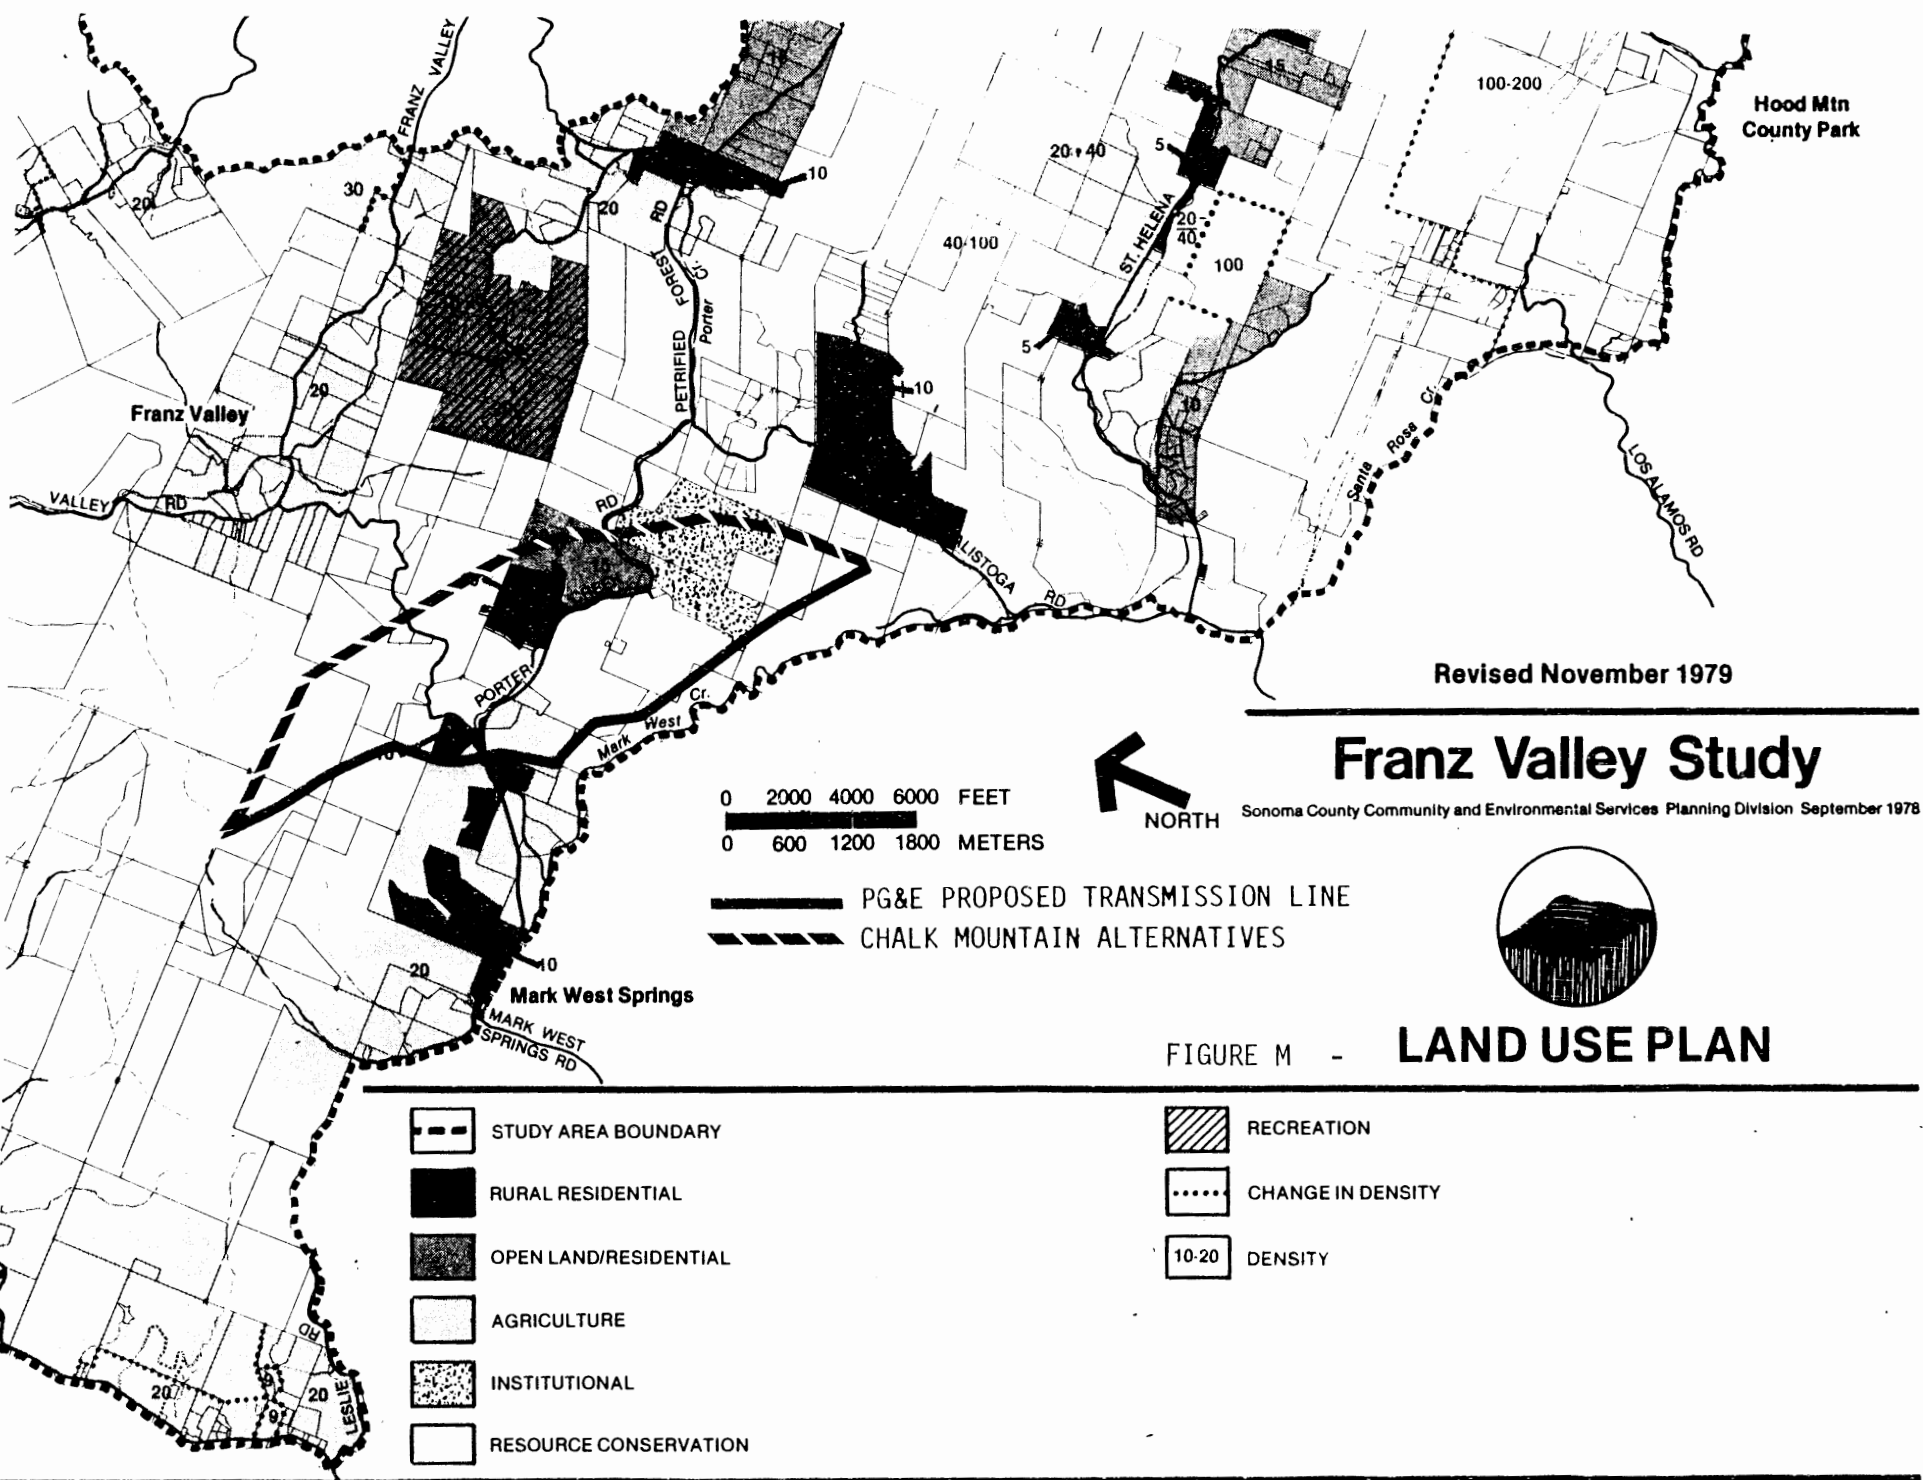 FRANZ VALLEY
15
100-200
Hood Mtn
County Park
20
30
20
RD
10
20-40
5
15
ST. HELENA
20-
40
100
40-100
FOREST
Cr.
Porter
PETRIFIED
5
10
10
20
Franz Valley
VALLEY RD
RD
Santa Rosa Cr.
LOS ALAMOS RD
LISTOGA RD
PORTER
Mark West Cr.
10
Revised November 1979
Franz Valley Study
Sonoma County Community and Environmental Services Planning Division September 1978
0 2000 4000 6000 FEET
0 600 1200 1800 METERS
NORTH
PG&E PROPOSED TRANSMISSION LINE
CHALK MOUNTAIN ALTERNATIVES
20
10
Mark West Springs
MARK WEST
SPRINGS RD
FIGURE M - LAND USE PLAN
STUDY AREA BOUNDARY
RURAL RESIDENTIAL
OPEN LAND/RESIDENTIAL
AGRICULTURE
INSTITUTIONAL
RESOURCE CONSERVATION
RECREATION
CHANGE IN DENSITY
10-20 DENSITY
LESLIE RD
20
9
20
9